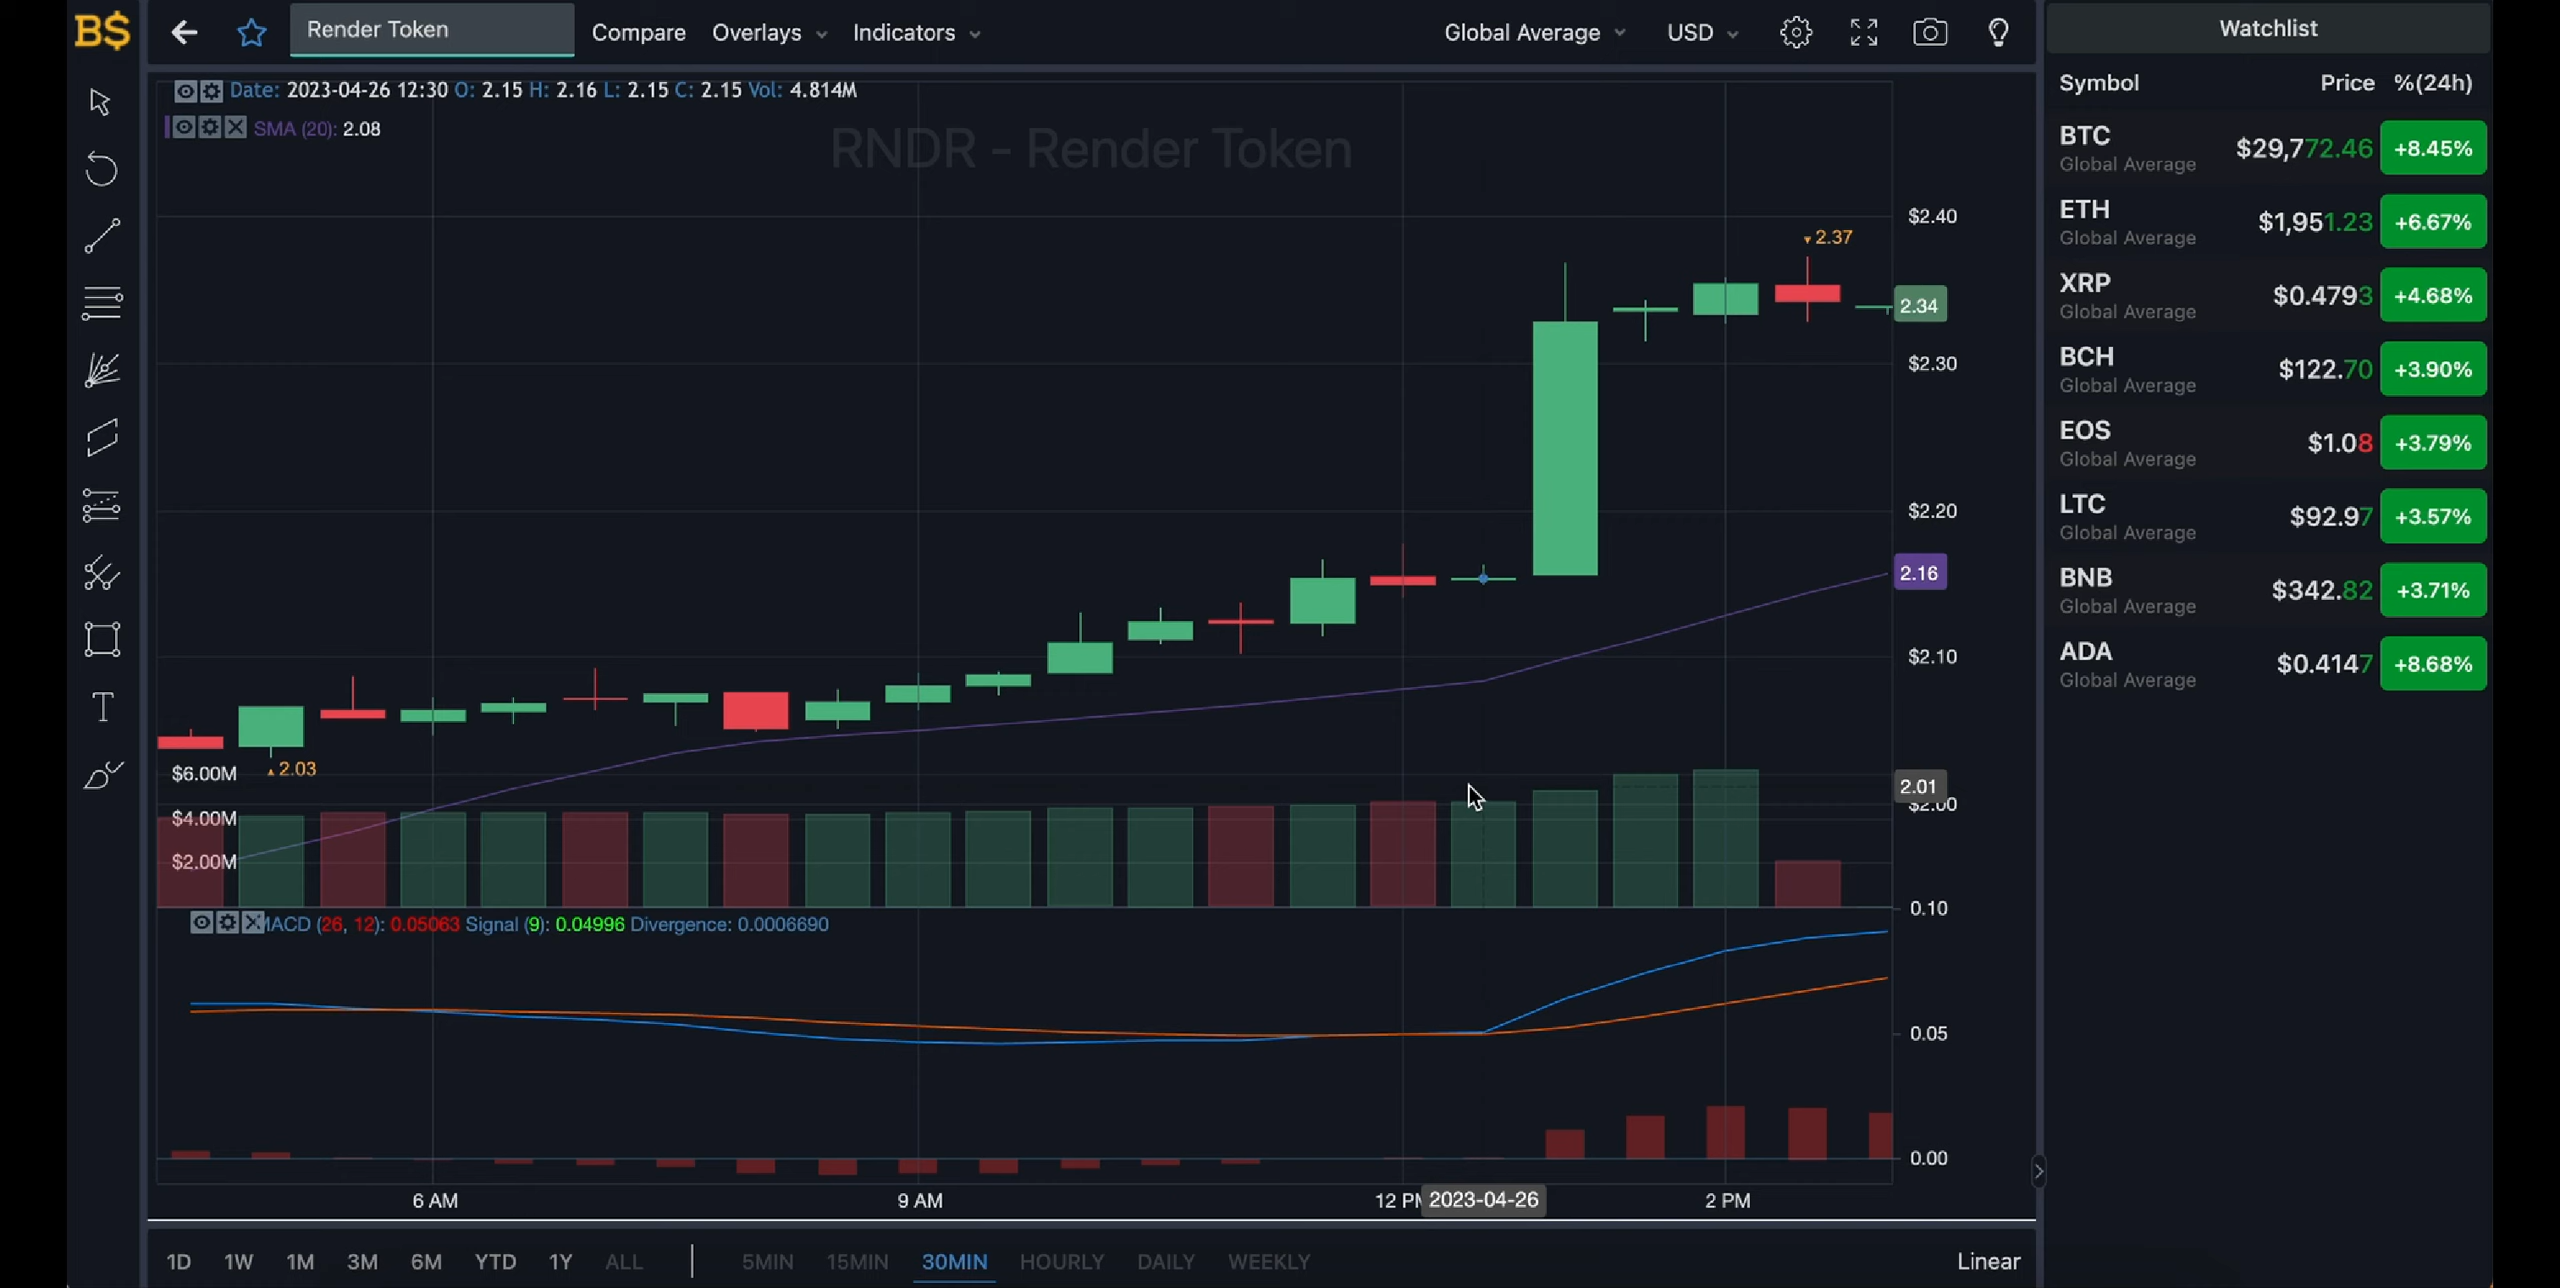 B$
Render Token
Compare
Overlays
Indicators
Global Average
USD
Watchlist
Date: 2023-04-26 12:30 O: 2.15 H: 2.16 L: 2.15 C: 2.15 Vol: 4.814M
SMA (20): 2.08
RNDR - Render Token
$2.40
2.37
2.34
$2.30
$2.20
2.16
$2.10
2.03
2.01
$2.00
$6.00M
$4.00M
$2.00M
MACD (26, 12): 0.05063 Signal (9): 0.04996 Divergence: 0.0006690
0.10
0.05
0.00
6 AM
9 AM
12 PM
2023-04-26
2 PM
1D 1W 1M 3M 6M YTD 1Y ALL
5MIN 15MIN 30MIN HOURLY DAILY WEEKLY
Linear
Symbol Price %(24h)
BTC $29,772.46 +8.45%
Global Average
ETH $1,951.23 +6.67%
Global Average
XRP $0.4793 +4.68%
Global Average
BCH $122.70 +3.90%
Global Average
EOS $1.08 +3.79%
Global Average
LTC $92.97 +3.57%
Global Average
BNB $342.82 +3.71%
Global Average
ADA $0.4147 +8.68%
Global Average